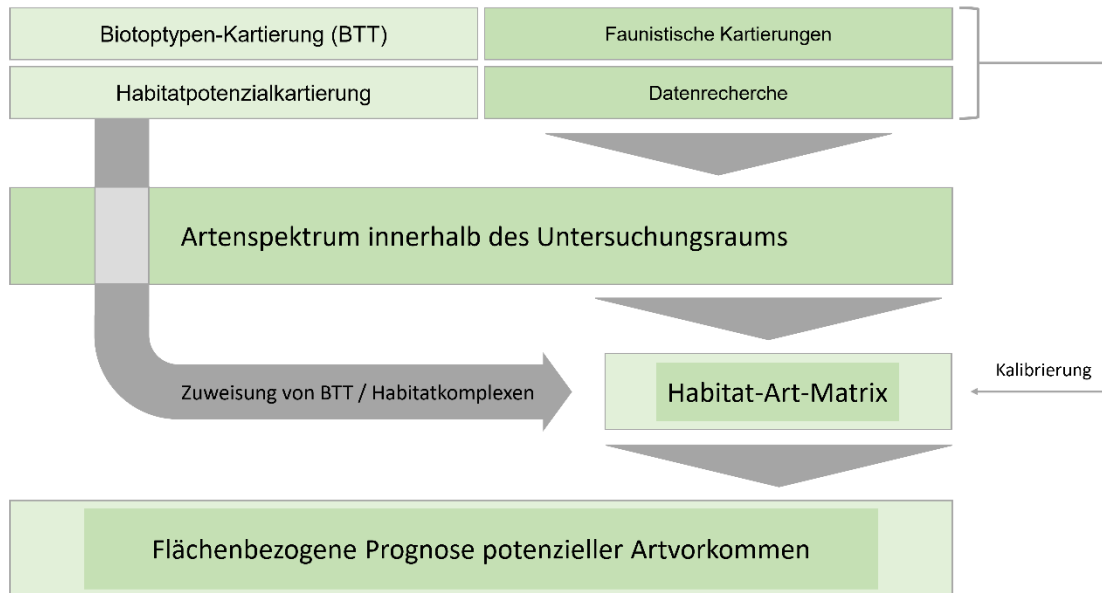 Biotoptypen-Kartierung (BTT)
Faunistische Kartierungen
Habitatpotenzialkartierung
Datenrecherche
Artenspektrum innerhalb des Untersuchungsraums
Zuweisung von BTT / Habitatkomplexen
Habitat-Art-Matrix
Kalibrierung
Flächenbezogene Prognose potenzieller Artvorkommen